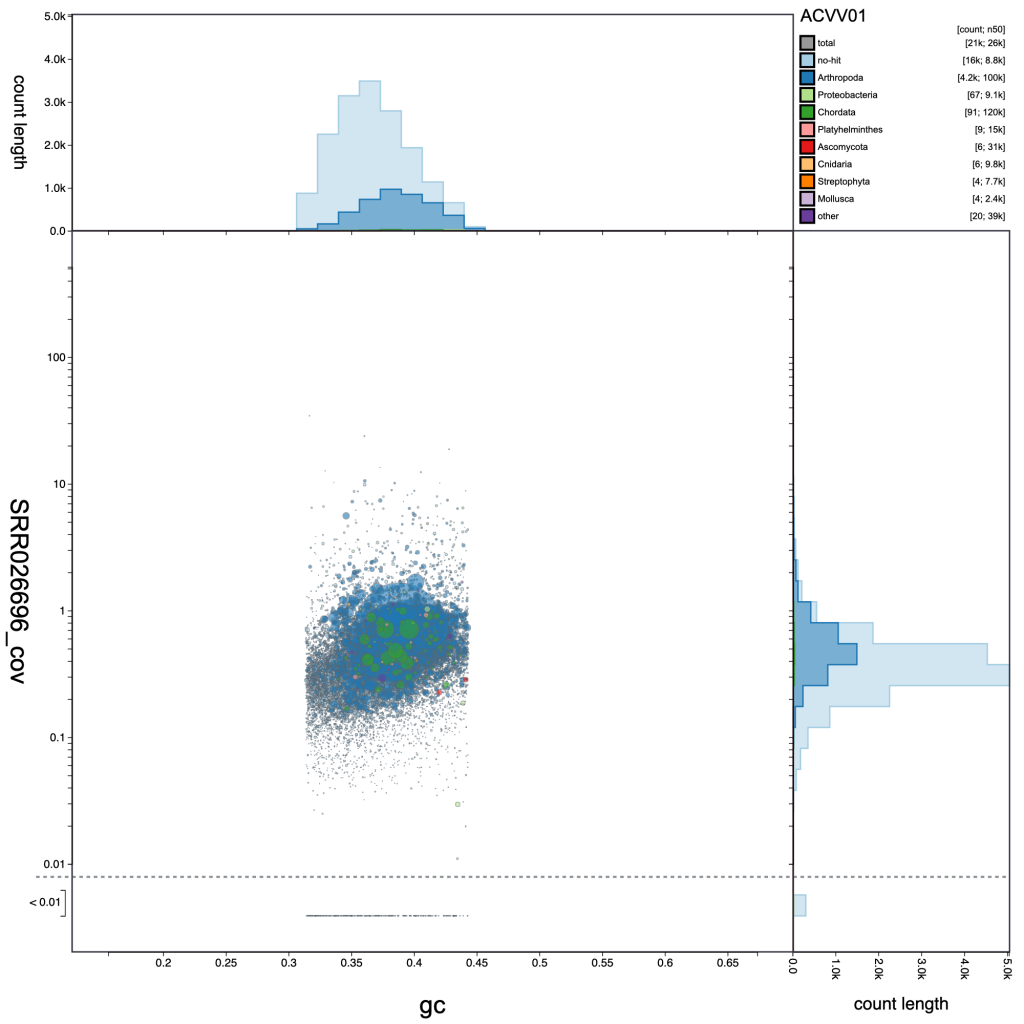 ACVV01
[count; n50]
total [21k; 26k]
no-hit [16k; 8.8k]
Arthropoda [4.2k; 100k]
Proteobacteria [67; 9.1k]
Chordata [91; 120k]
Platyhelminthes [9; 15k]
Ascomycota [6; 31k]
Cnidaria [6; 9.8k]
Streptophyta [4; 7.7k]
Mollusca [4; 2.4k]
other [20; 39k]
5.0k
4.0k
3.0k
2.0k
1.0k
0.0
count length
100
10
1
0.1
0.01
< 0.01
SRR026696_cov
0.2 0.25 0.3 0.35 0.4 0.45 0.5 0.55 0.6 0.65
gc
0.0 1.0k 2.0k 3.0k 4.0k 5.0k
count length